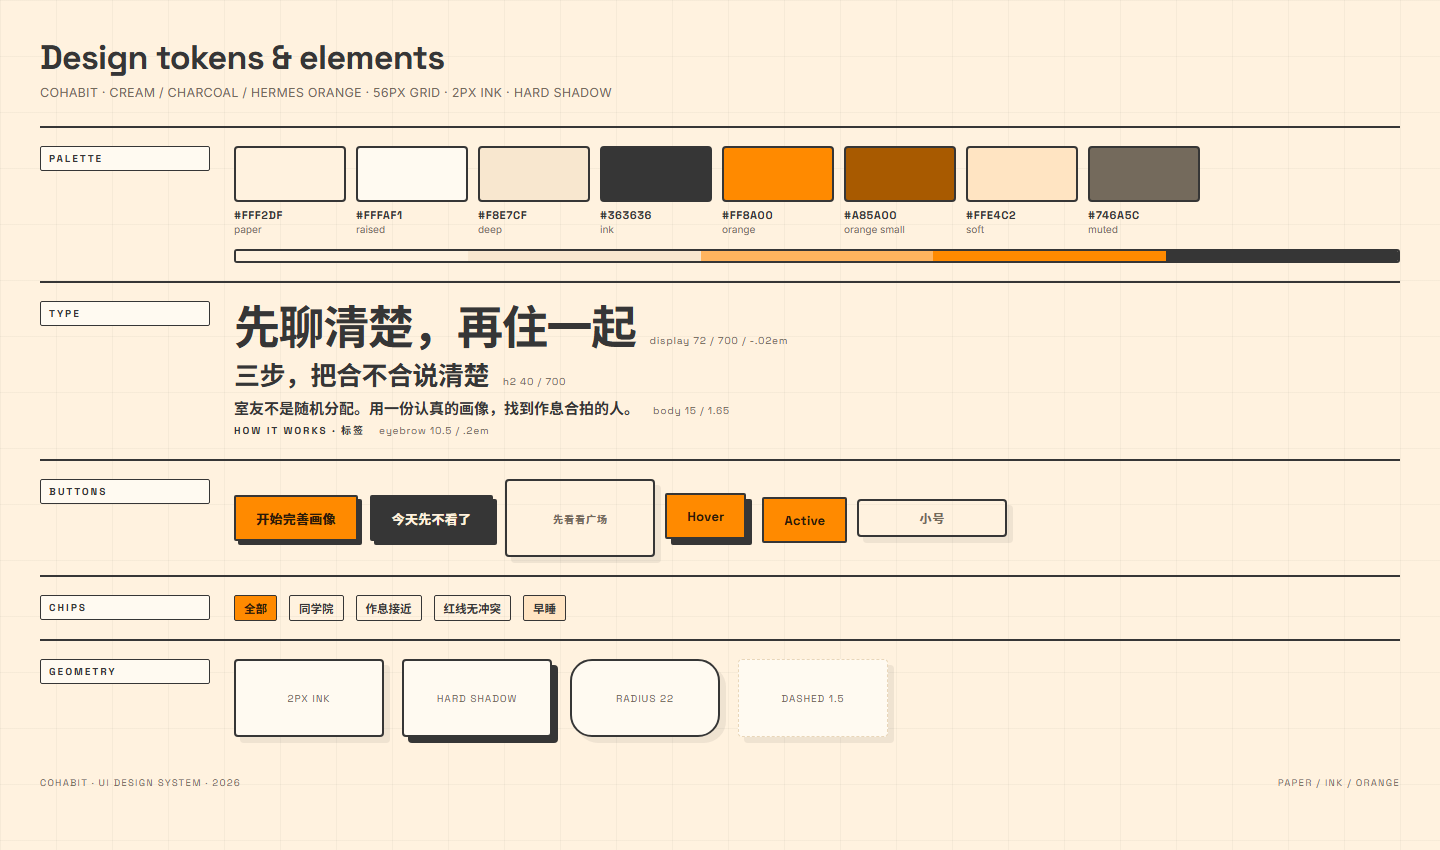 Design tokens & elements
COHABIT · CREAM / CHARCOAL / HERMES ORANGE · 56PX GRID · 2PX INK · HARD SHADOW
PALETTE
#FFF2DF #FFFAF1 #F8E7CF #363636 #FF8A00 #A85A00 #FFE4C2 #746A5C
paper raised deep ink orange orange small soft muted
TYPE
先聊清楚，再住一起 display 72 / 700 / -.02em
三步，把合不合说清楚 h2 40 / 700
室友不是随机分配。用一份认真的画像，找到作息合拍的人。 body 15 / 1.65
HOW IT WORKS · 标签 eyebrow 10.5 / .2em
BUTTONS
开始完善画像 今天先不看了 先看看广场 Hover Active 小号
CHIPS
全部 同学院 作息接近 红线无冲突 早睡
GEOMETRY
2PX INK HARD SHADOW RADIUS 22 DASHED 1.5
COHABIT · UI DESIGN SYSTEM · 2026 PAPER / INK / ORANGE